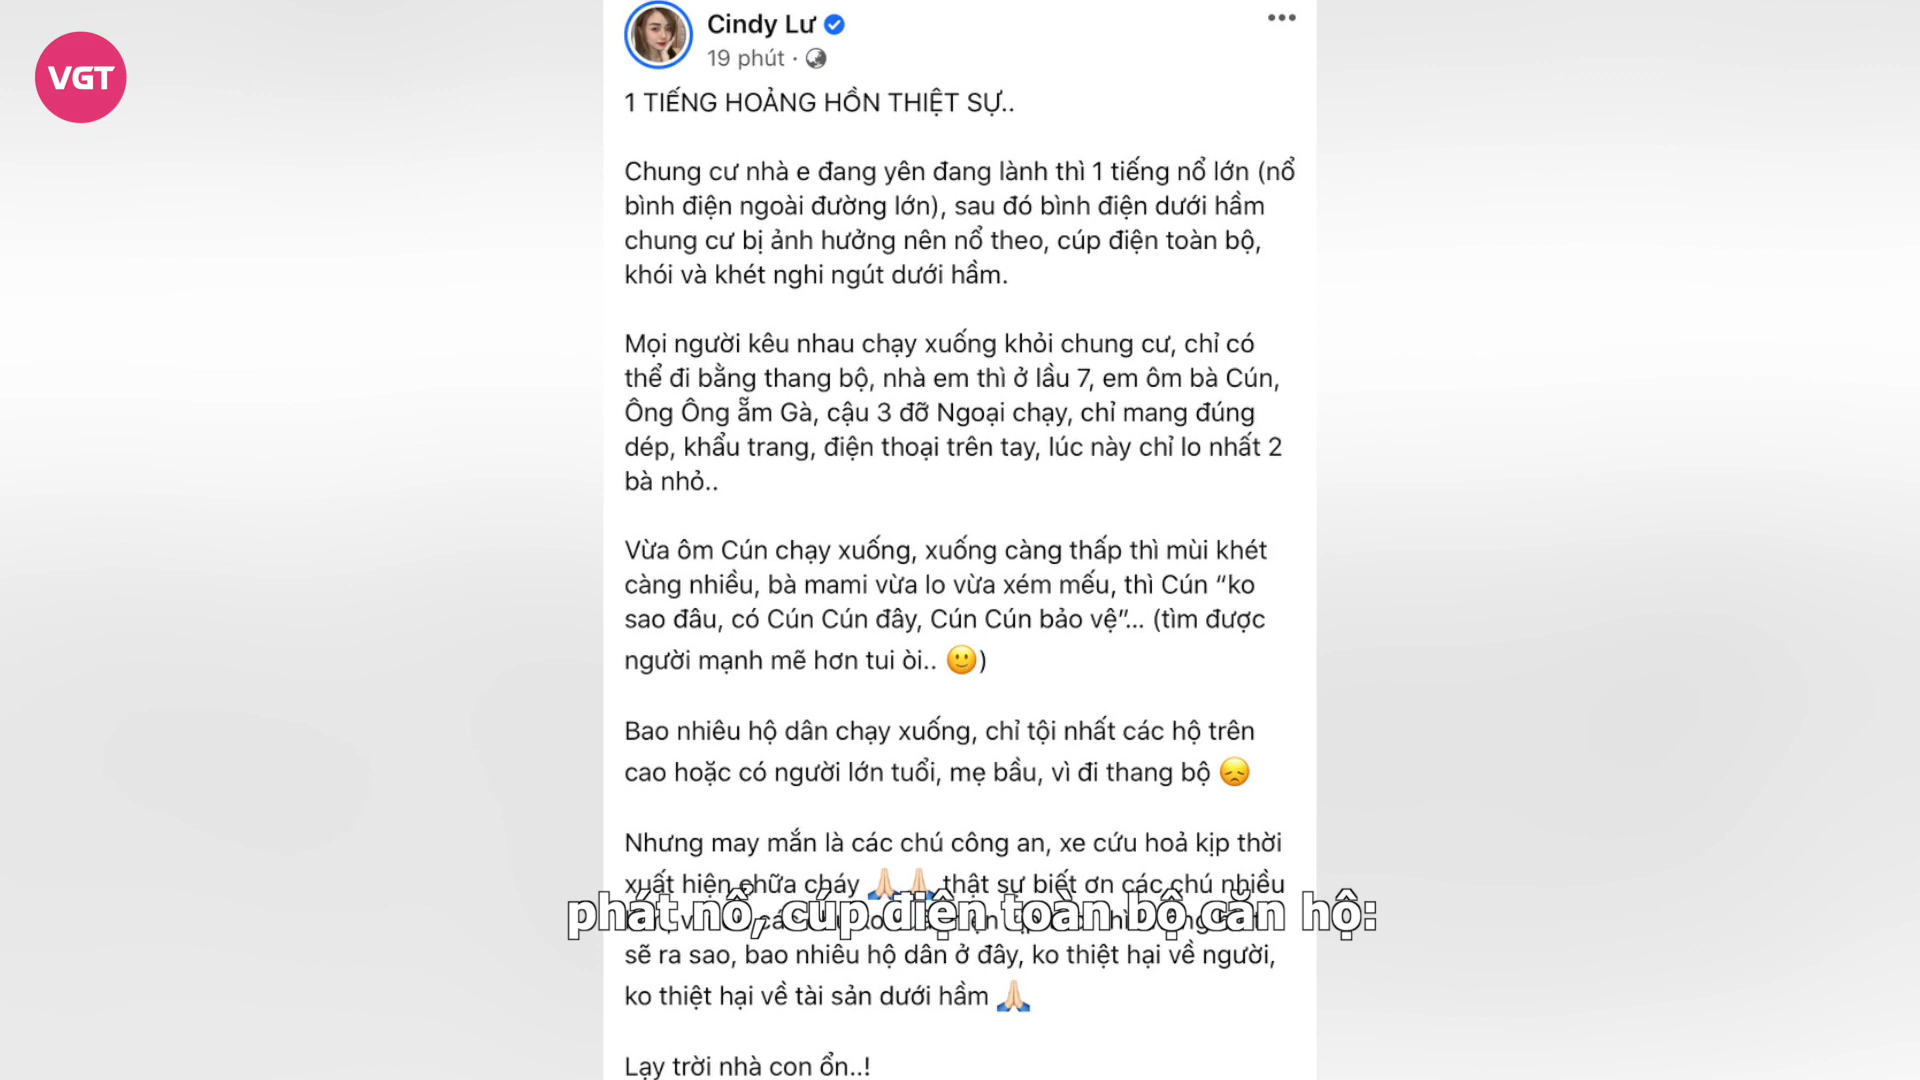 VGT
Cindy Lư
19 phút ·
1 TIẾNG HOẢNG HỒN THIỆT SỰ..
Chung cư nhà e đang yên đang lành thì 1 tiếng nổ lớn (nổ
bình điện ngoài đường lớn), sau đó bình điện dưới hầm
chung cư bị ảnh hưởng nên nổ theo, cúp điện toàn bộ,
khói và khét nghi ngút dưới hầm.
Mọi người kêu nhau chạy xuống khỏi chung cư, chỉ có
thể đi bằng thang bộ, nhà em thì ở lầu 7, em ôm bà Cún,
Ông Ông ẵm Gà, cậu 3 đỡ Ngoại chạy, chỉ mang đúng
dép, khẩu trang, điện thoại trên tay, lúc này chỉ lo nhất 2
bà nhỏ..
Vừa ôm Cún chạy xuống, xuống càng thấp thì mùi khét
càng nhiều, bà mami vừa lo vừa xém mếu, thì Cún “ko
sao đâu, có Cún Cún đây, Cún Cún bảo vệ”... (tìm được
người mạnh mẽ hơn tui òi.. 🙂)
Bao nhiêu hộ dân chạy xuống, chỉ tội nhất các hộ trên
cao hoặc có người lớn tuổi, mẹ bầu, vì đi thang bộ 😞
Nhưng may mắn là các chú công an, xe cứu hoả kịp thời
xuất hiện chữa cháy 🙏🏻🙏🏻 thật sự biết ơn các chú nhiều
phát nổ, cúp điện toàn bộ căn hộ:
sẽ ra sao, bao nhiêu hộ dân ở đây, ko thiệt hại về người,
ko thiệt hại về tài sản dưới hầm 🙏🏻
Lạy trời nhà con ổn..!